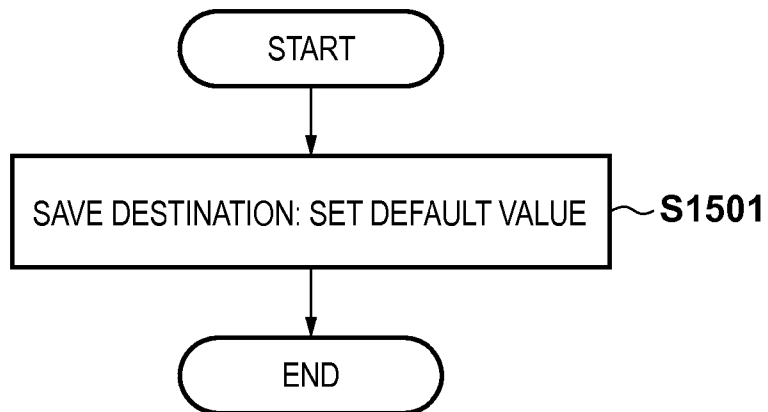 START
SAVE DESTINATION: SET DEFAULT VALUE
S1501
END